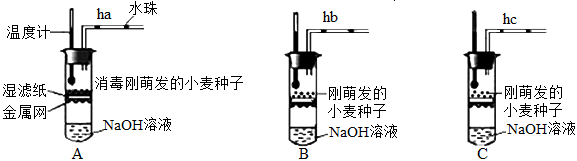 ha
水珠
温度计
消毒刚萌发的小麦种子
湿滤纸
金属网
NaOH溶液
A
hb
刚萌发的
小麦种子
NaOH溶液
B
hc
刚萌发的
小麦种子
NaOH溶液
C